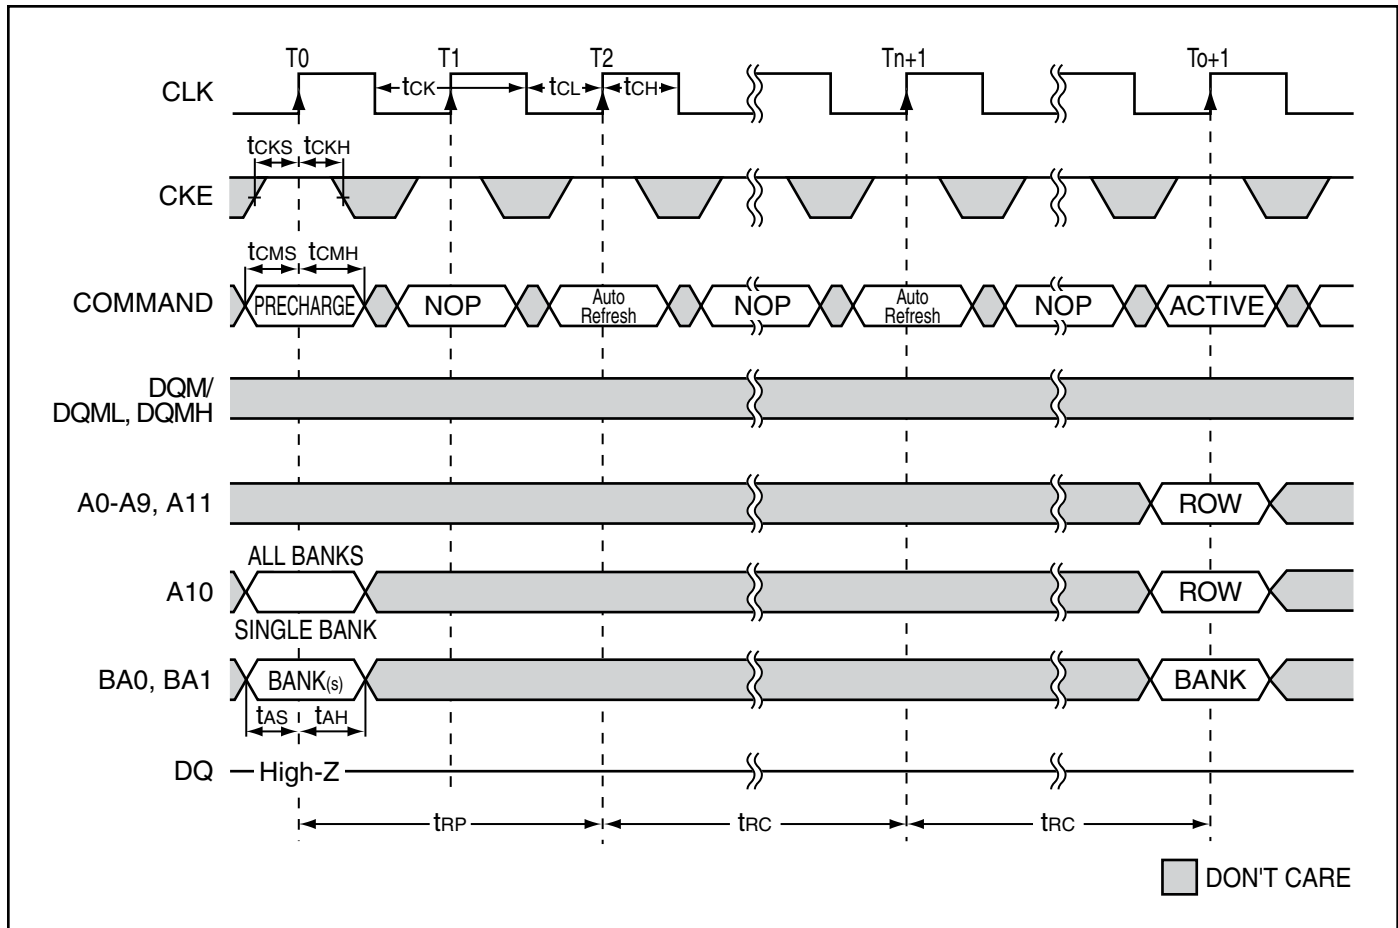 T0 T1 T2 Tn+1 To+1
CLK tCK tCL tCH
tCKS tCKH
CKE
tCMS tCMH
COMMAND PRECHARGE NOP Auto Refresh NOP Auto Refresh NOP ACTIVE
DQM/
DQML, DQMH
A0-A9, A11 ROW
ALL BANKS
A10 ROW
SINGLE BANK
BA0, BA1 BANK(s) BANK
tAS tAH
DQ High-Z
tRP tRC tRC
DON'T CARE